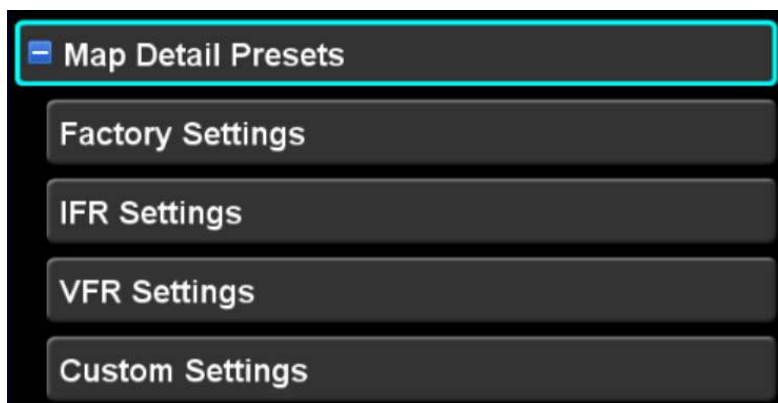 Map Detail Presets
Factory Settings
IFR Settings
VFR Settings
Custom Settings